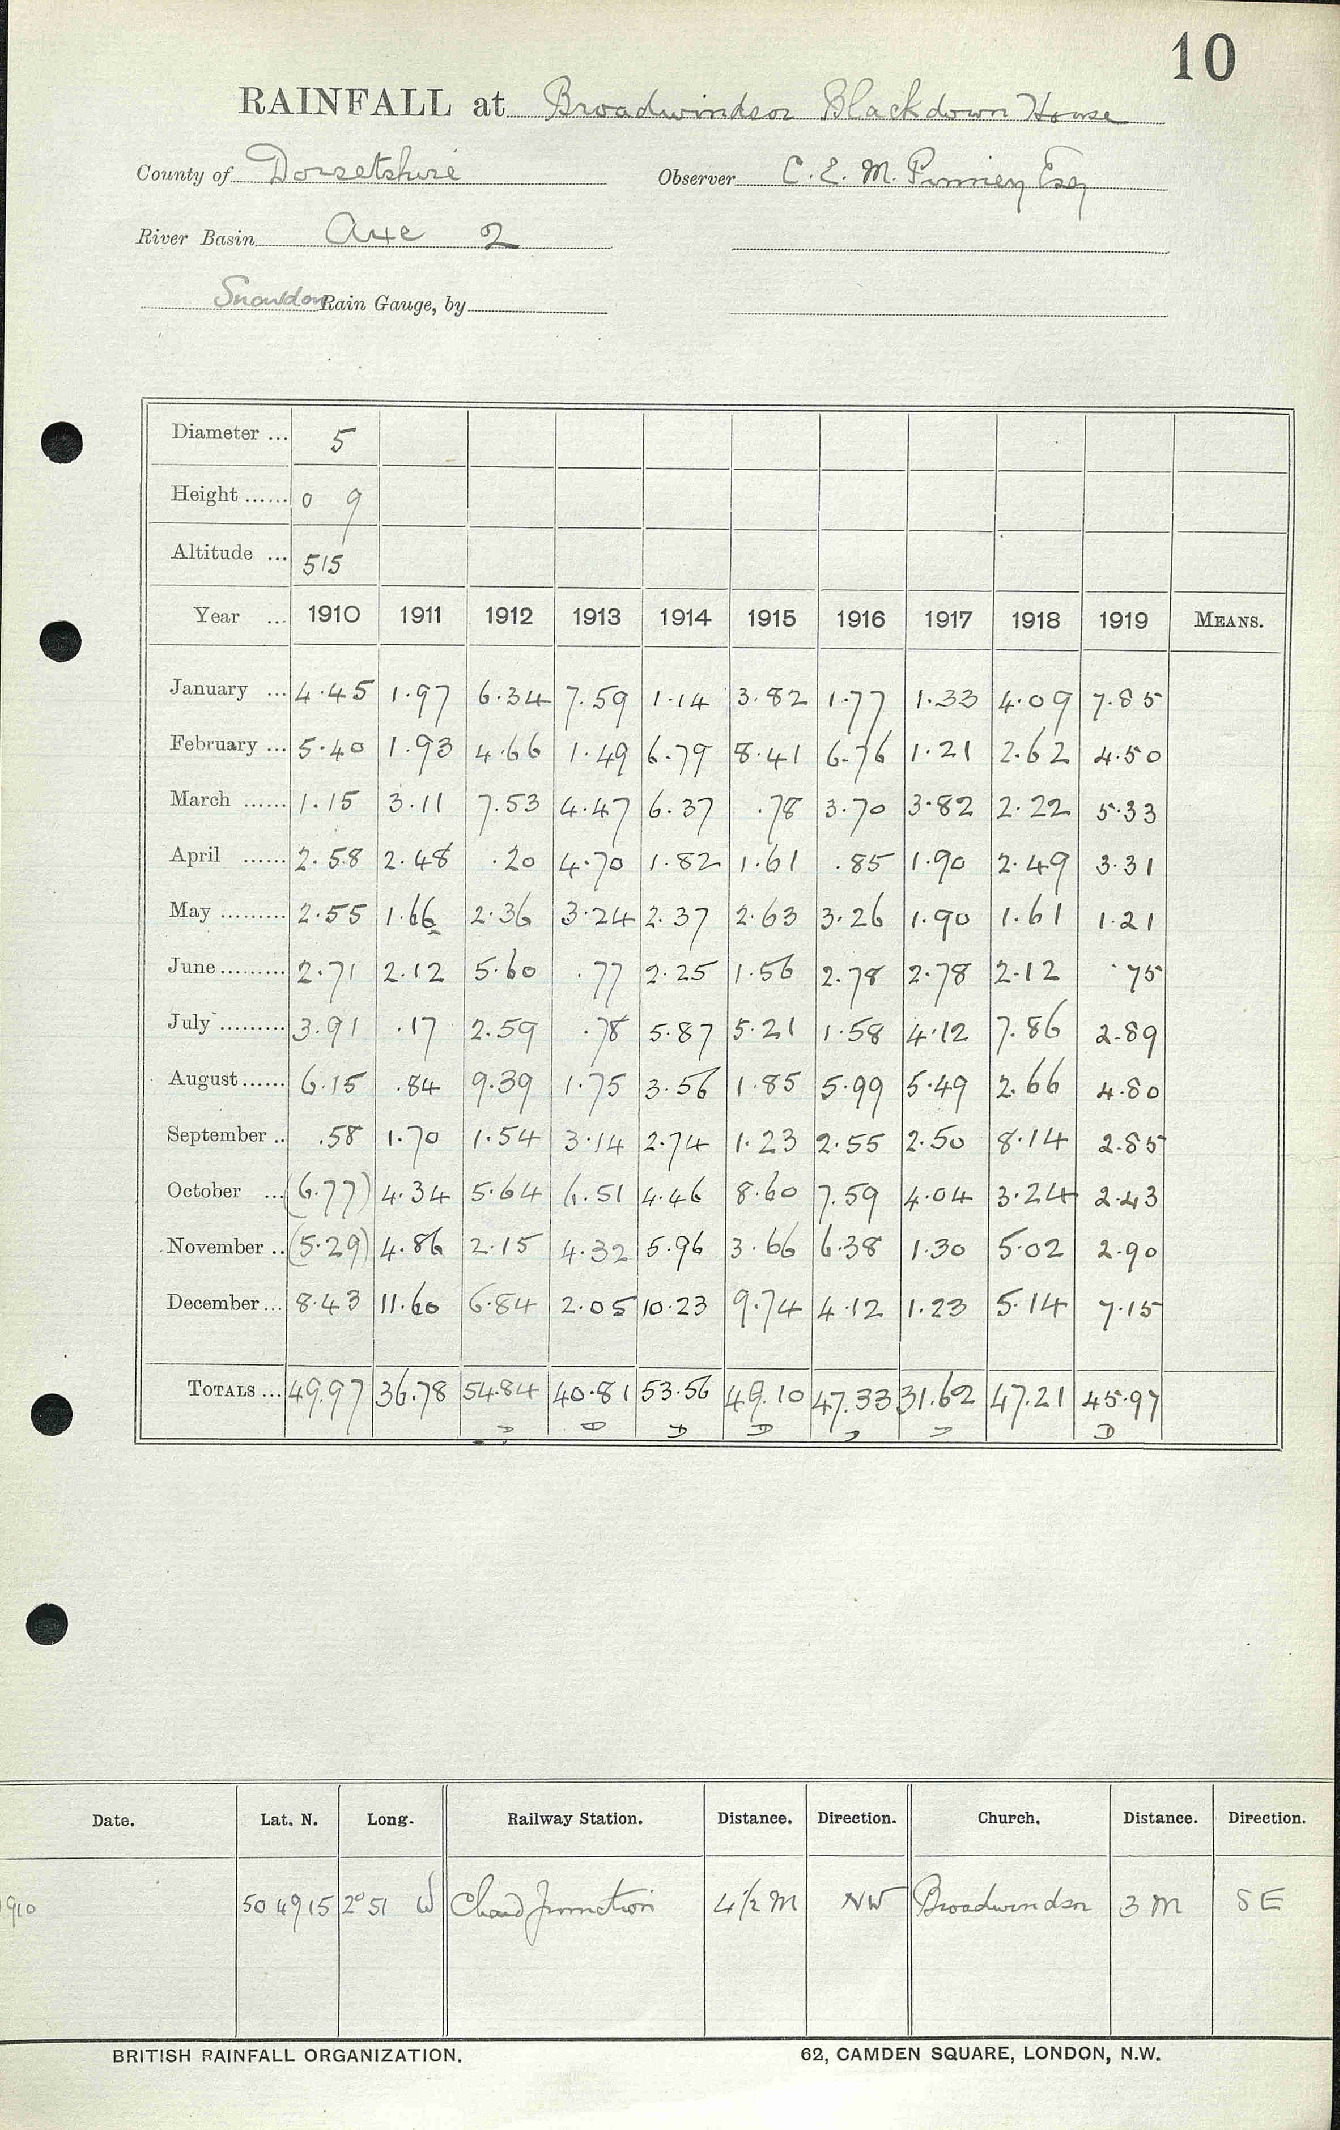 10
RAINFALL at Broadwindsor Blackdown House
County of Dorsetshire Observer C. E. M. Pinney Esq
River Basin Axe 2
Snowdon Rain Gauge, by
Diameter ... 5
Height ...... 0 9
Altitude ... 515
Year ... 1910 1911 1912 1913 1914 1915 1916 1917 1918 1919 MEANS.
January ... 4.45 1.97 6.34 7.59 1.14 3.82 1.77 1.33 4.09 7.85
February ... 5.40 1.93 4.66 1.49 6.79 8.41 6.76 1.21 2.62 4.50
March ...... 1.15 3.11 7.53 4.47 6.37 .78 3.70 3.82 2.22 5.33
April ...... 2.58 2.48 .20 4.70 1.82 1.61 .85 1.90 2.49 3.31
May ......... 2.55 1.66 2.36 3.24 2.37 2.63 3.26 1.90 1.61 1.21
June ......... 2.71 2.12 5.60 .77 2.25 1.56 2.78 2.78 2.12 .75
July ......... 3.91 .17 2.59 .78 5.87 5.21 1.58 4.12 7.86 2.89
August ...... 6.15 .84 9.39 1.75 3.56 1.85 5.99 5.49 2.66 4.80
September .. .58 1.70 1.54 3.14 2.74 1.23 2.55 2.50 8.14 2.85
October ... (6.77) 4.34 5.64 6.51 4.46 8.60 7.59 4.04 3.24 2.43
November .. (5.29) 4.86 2.15 4.32 5.96 3.66 6.38 1.30 5.02 2.90
December ... 8.43 11.60 6.84 2.05 10.23 9.74 4.12 1.23 5.14 7.15
TOTALS ... 49.97 36.78 54.84 40.81 53.56 49.10 47.33 31.62 47.21 45.97
D D D D D D D
Date. Lat. N. Long. Railway Station. Distance. Direction. Church. Distance. Direction.
910 50 49 15 2° 51 W Chard Junction 4½ M NW Broadwindsor 3 M SE
BRITISH RAINFALL ORGANIZATION. 62, CAMDEN SQUARE, LONDON, N.W.